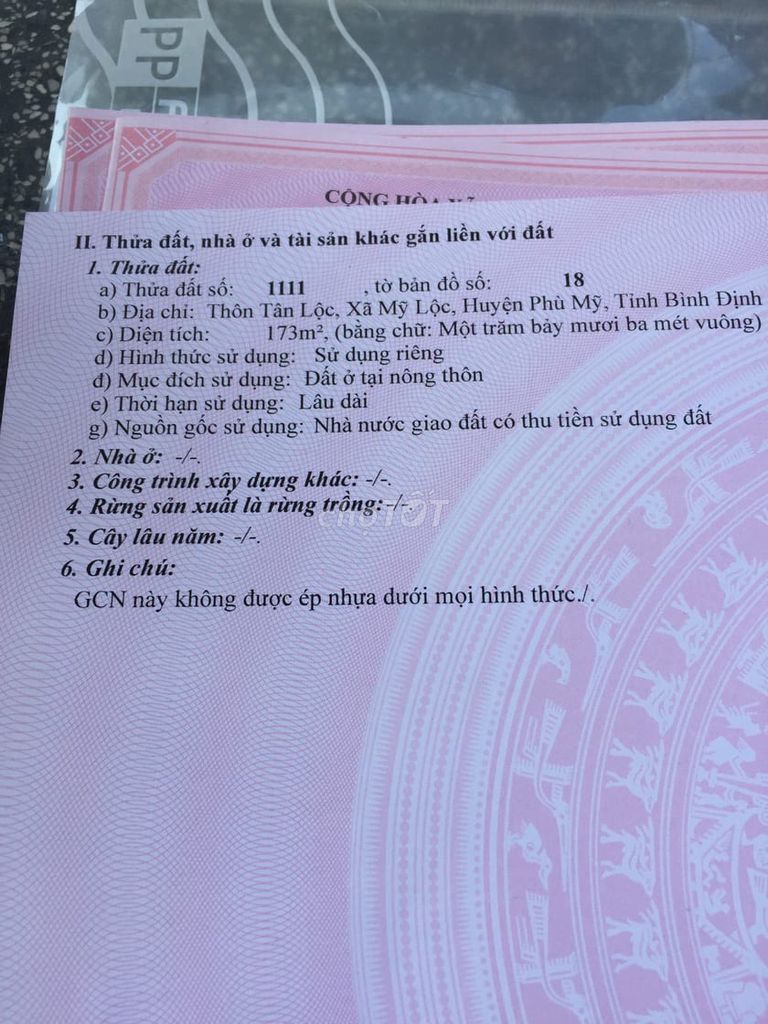 PP
CỘNG HÒA
II. Thửa đất, nhà ở và tài sản khác gắn liền với đất
1. Thửa đất:
a) Thửa đất số: 1111 , tờ bản đồ số: 18
b) Địa chỉ: Thôn Tân Lộc, Xã Mỹ Lộc, Huyện Phù Mỹ, Tỉnh Bình Định
c) Diện tích: 173m², (bằng chữ: Một trăm bảy mươi ba mét vuông)
d) Hình thức sử dụng: Sử dụng riêng
đ) Mục đích sử dụng: Đất ở tại nông thôn
e) Thời hạn sử dụng: Lâu dài
g) Nguồn gốc sử dụng: Nhà nước giao đất có thu tiền sử dụng đất
2. Nhà ở: -/-.
3. Công trình xây dựng khác: -/-.
4. Rừng sản xuất là rừng trồng: -/-.
CHỢTỐT
5. Cây lâu năm: -/-.
6. Ghi chú:
GCN này không được ép nhựa dưới mọi hình thức./.